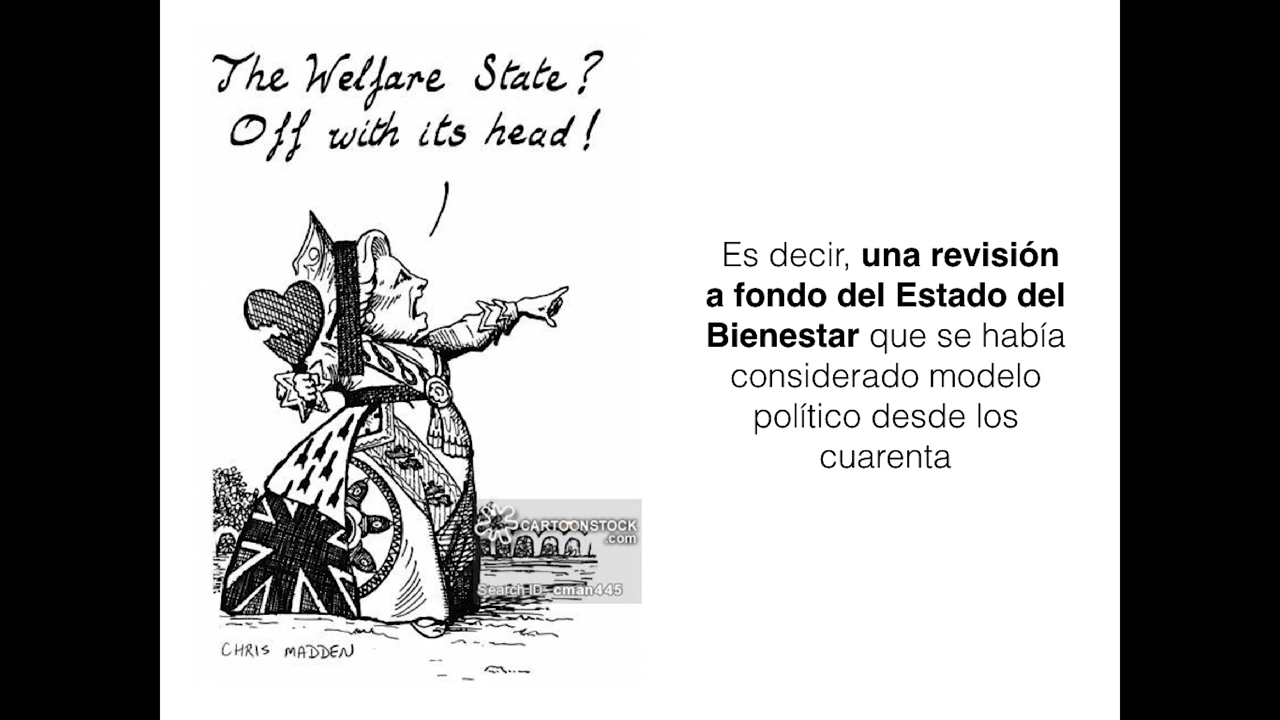 The Welfare State?
Off with its head!
Es decir, una revisión
a fondo del Estado del
Bienestar que se había
considerado modelo
político desde los
cuarenta
CARTOONSTOCK
.com
Search ID: cman445
CHRIS MADDEN